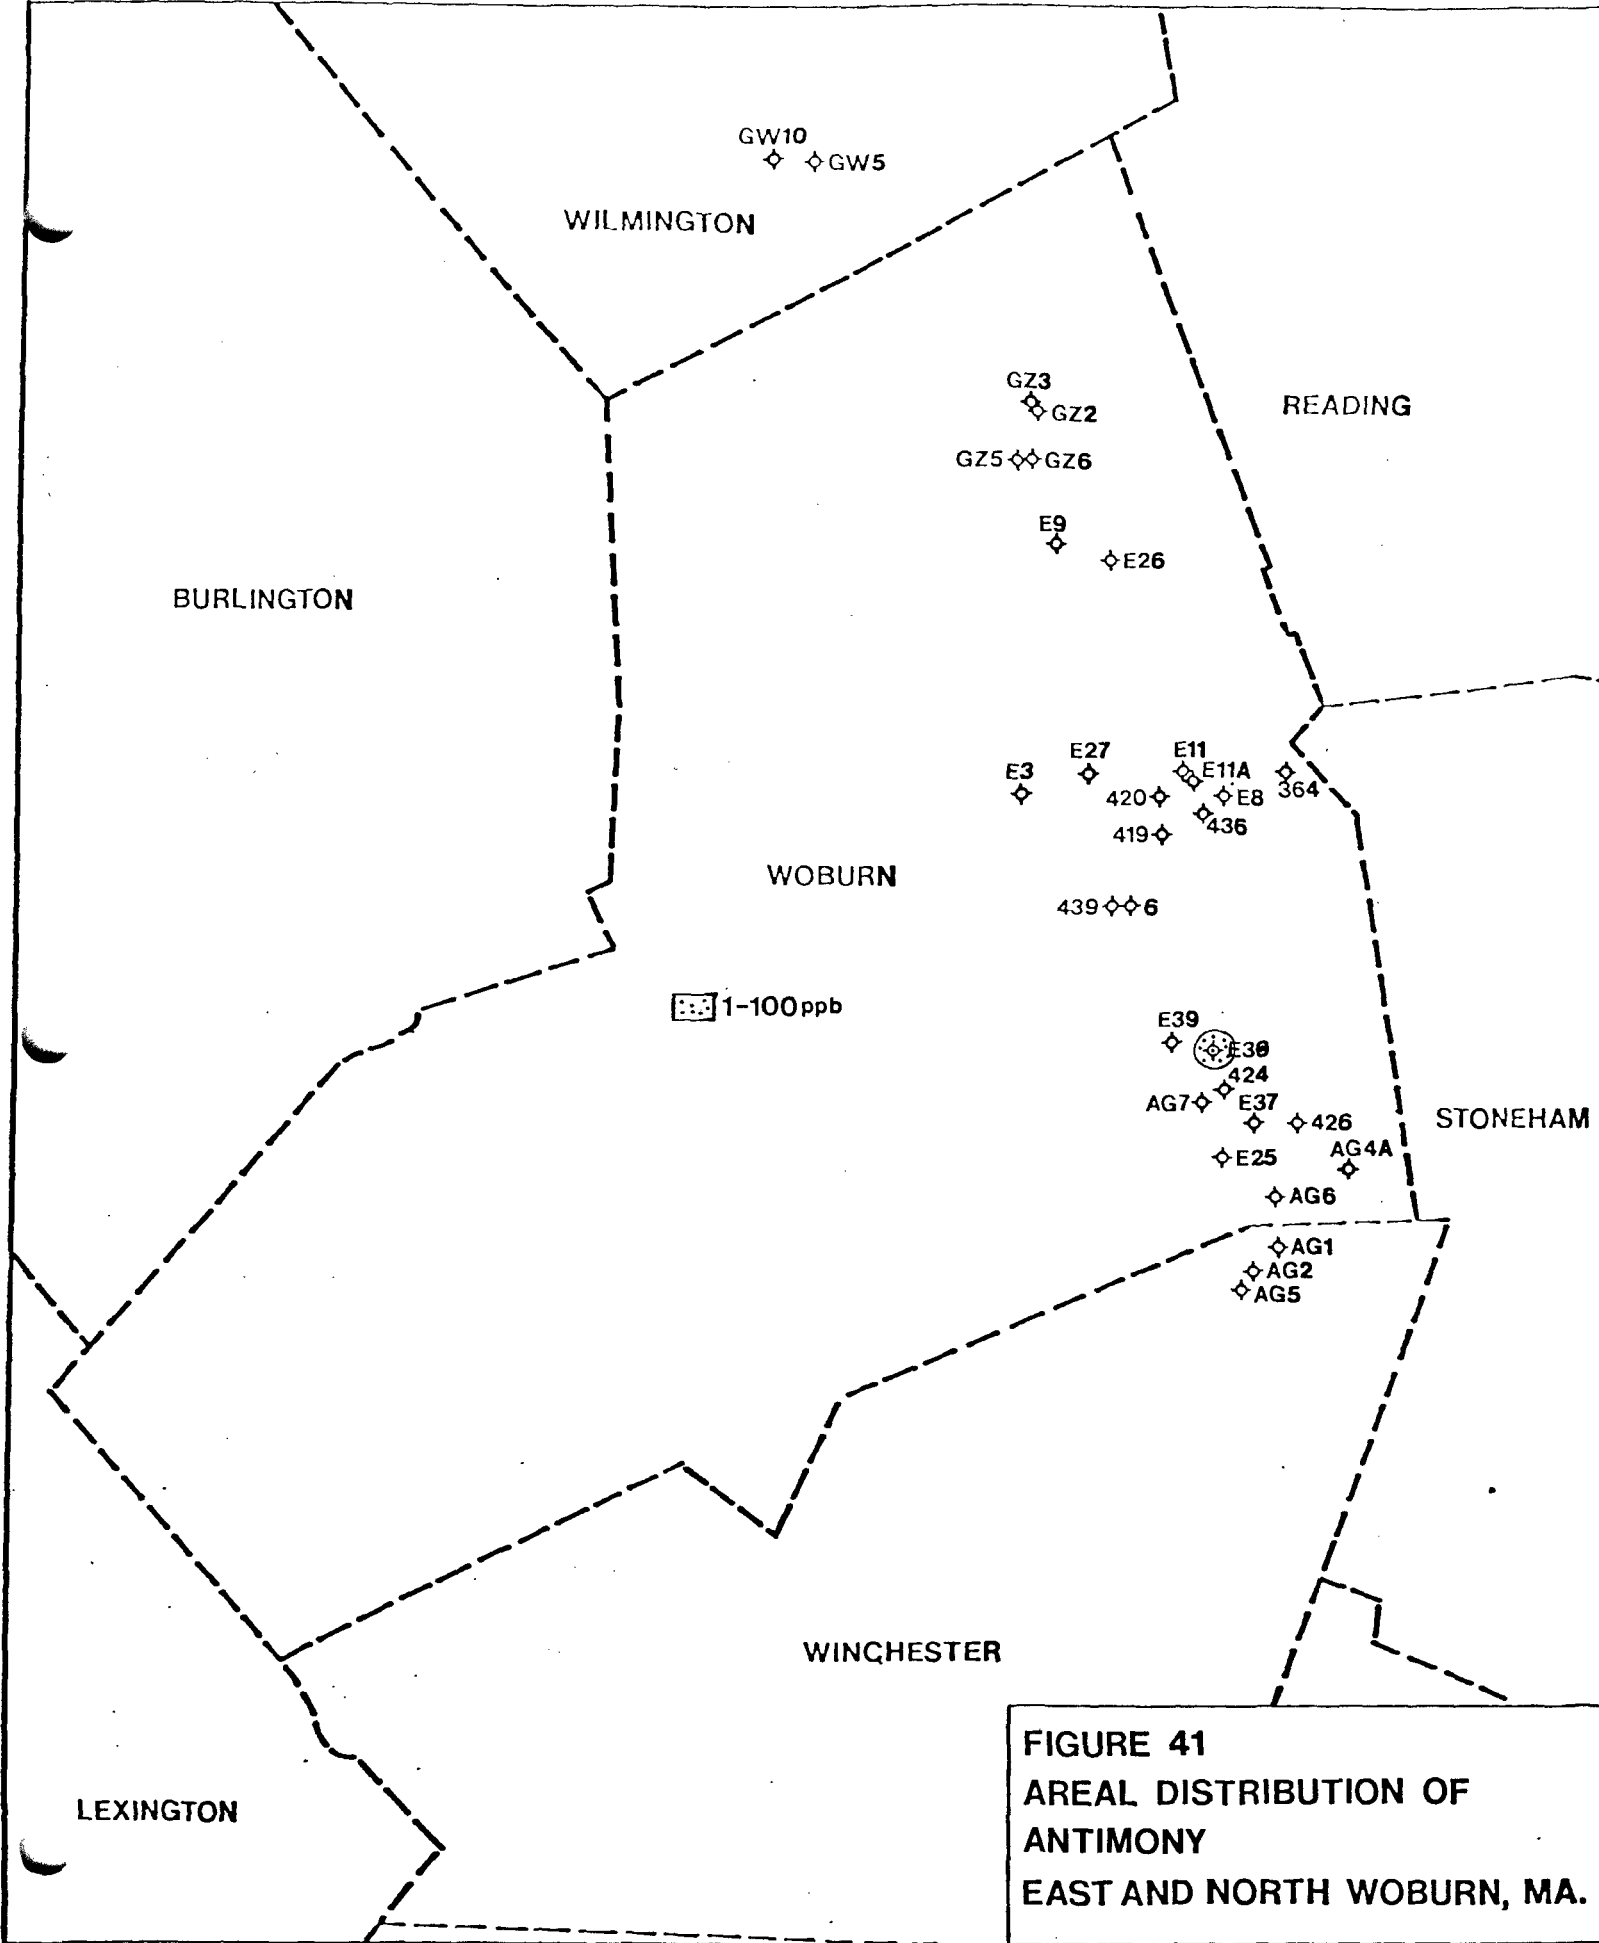 GW10
GW5
WILMINGTON
GZ3
GZ2
READING
GZ5 GZ6
E9
E26
BURLINGTON
E27
E11
E3
E11A
420
E8
364
436
419
WOBURN
439 6
1-100ppb
E39
424
AG7
E37
426
STONEHAM
AG4A
E25
AG6
AG1
AG2
AG5
WINCHESTER
FIGURE 41
AREAL DISTRIBUTION OF
ANTIMONY
EAST AND NORTH WOBURN, MA.
LEXINGTON